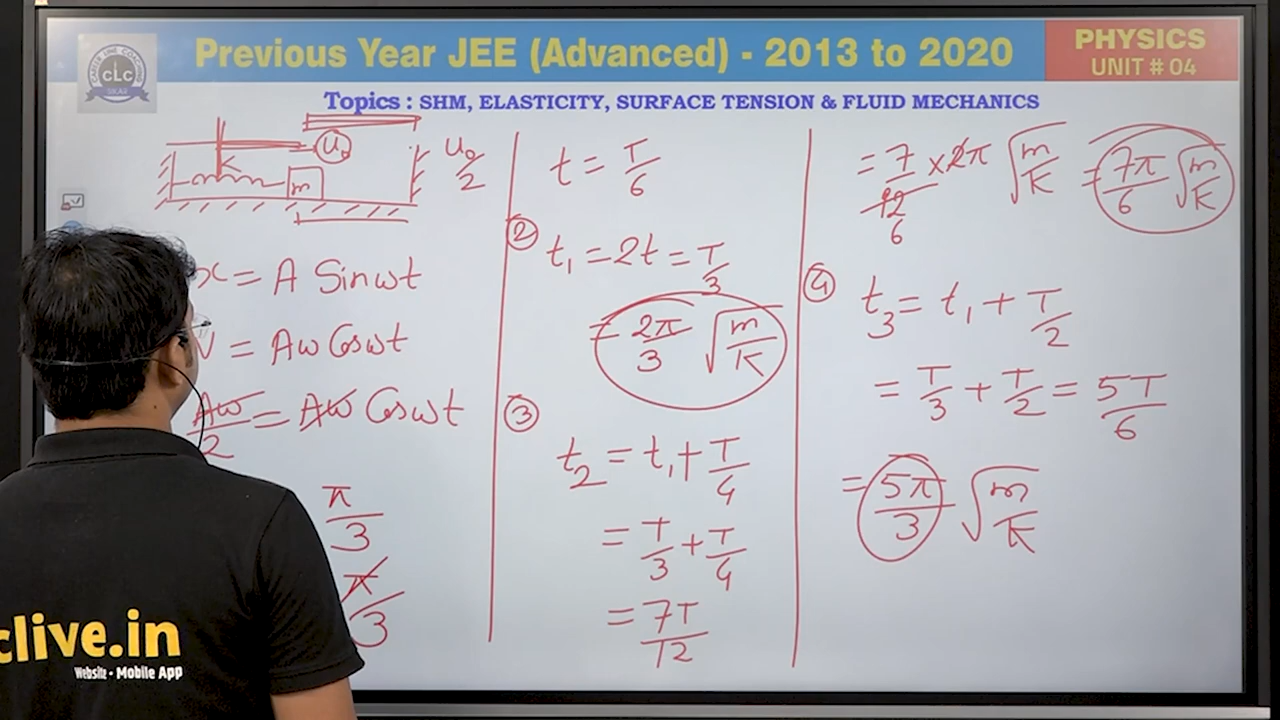 Previous Year JEE (Advanced) - 2013 to 2020
PHYSICS
UNIT # 04
CLC
Topics : SHM, ELASTICITY, SURFACE TENSION & FLUID MECHANICS
K
m
u₀
u₀/2
x = A Sinωt
V = Aω Cosωt
Aω/2 = Aω Cosωt
π/3
π/3
t = T/6
② t₁ = 2t = T/3
= 2π/3 √m/K
③
t₂ = t₁ + T/4
= T/3 + T/4
= 7T/12
= 7/12 × 2π √m/K = 7π/6 √m/K
6
④ t₃ = t₁ + T/2
= T/3 + T/2 = 5T/6
= 5π/3 √m/K
clive.in
Website • Mobile App